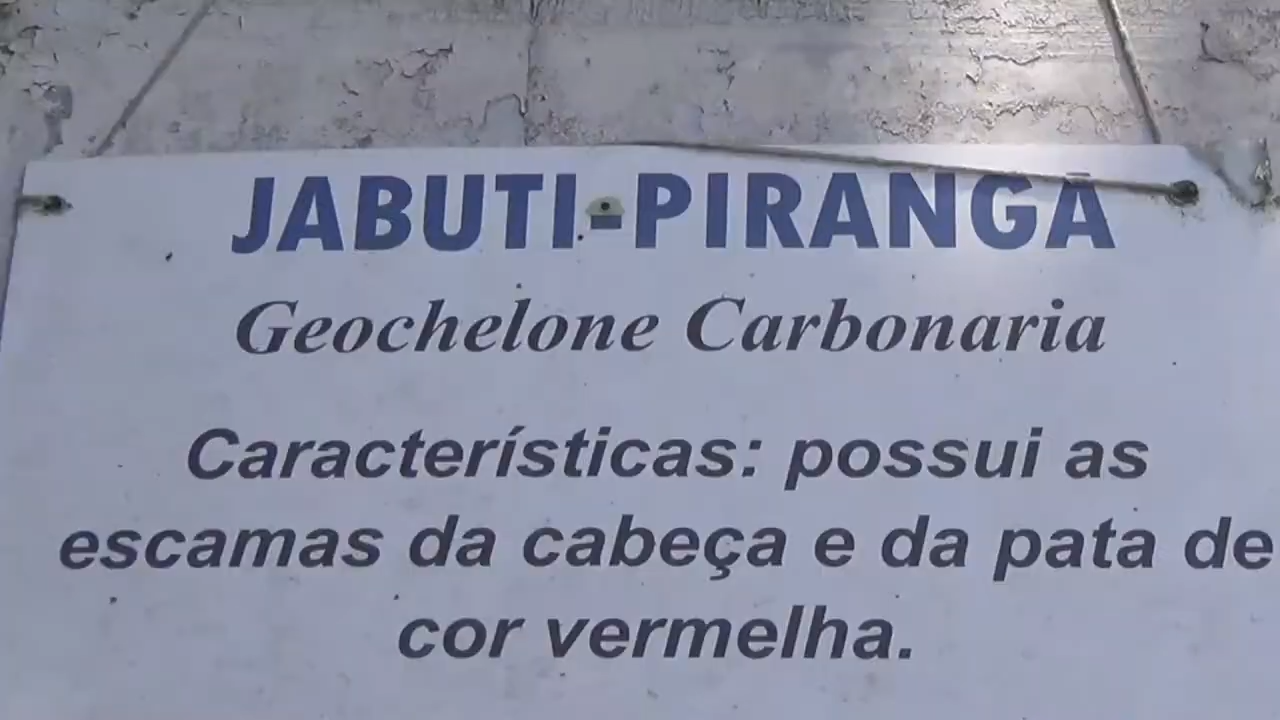 JABUTI-PIRANGA
Geochelone Carbonaria
Características: possui as
escamas da cabeça e da pata de
cor vermelha.